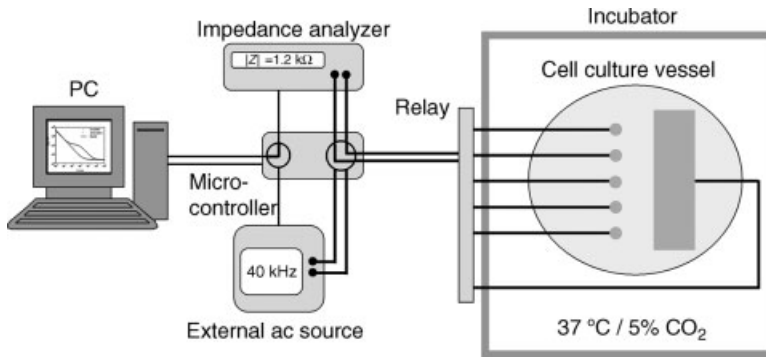 Impedance analyzer
|Z| =1.2 kΩ
PC
Micro-
controller
40 kHz
External ac source
Relay
Incubator
Cell culture vessel
37 ºC / 5% CO₂